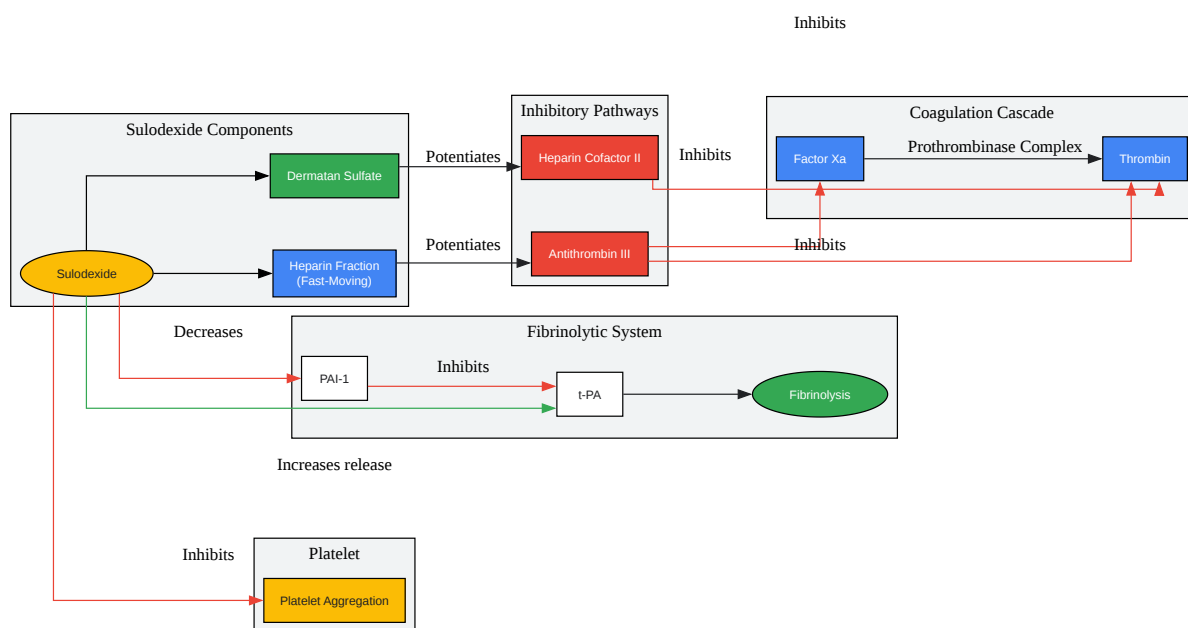 Inhibits
Sulodexide Components
Inhibitory Pathways
Coagulation Cascade
Dermatan Sulfate
Potentiates
Heparin Cofactor II
Inhibits
Factor Xa
Prothrombinase Complex
Thrombin
Sulodexide
Heparin Fraction
(Fast-Moving)
Potentiates
Antithrombin III
Inhibits
Decreases
Fibrinolytic System
PAI-1
Inhibits
t-PA
Fibrinolysis
Increases release
Inhibits
Platelet
Platelet Aggregation